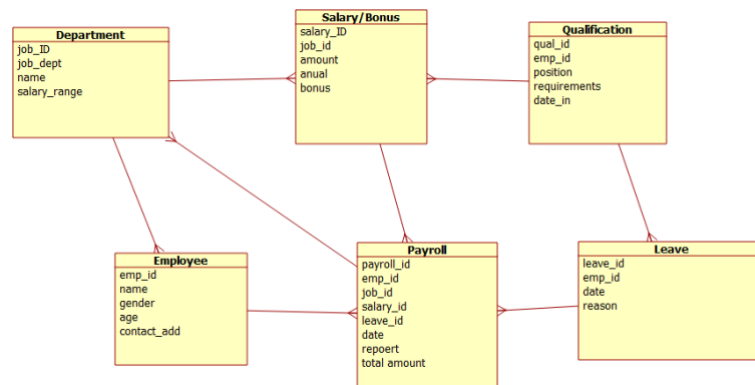 Department
job_ID
job_dept
name
salary_range
Salary/Bonus
salary_ID
job_id
amount
anual
bonus
Qualification
qual_id
emp_id
position
requirements
date_in
Employee
emp_id
name
gender
age
contact_add
Payroll
payroll_id
emp_id
job_id
salary_id
leave_id
date
repoert
total amount
Leave
leave_id
emp_id
date
reason